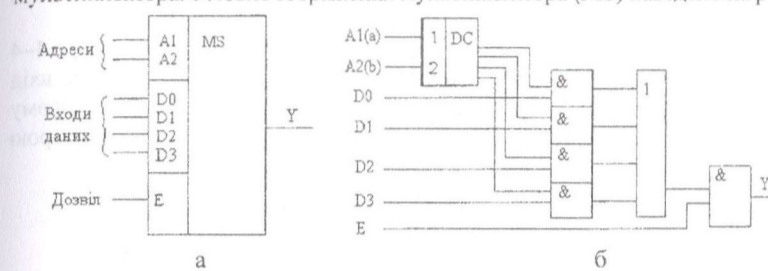 Адреси
A1
A2
MS
Входи
даних
D0
D1
D2
D3
Дозвіл
E
Y
а
A1(a)
A2(b)
1
2
DC
D0
D1
D2
D3
E
&
&
&
&
1
&
Y
б